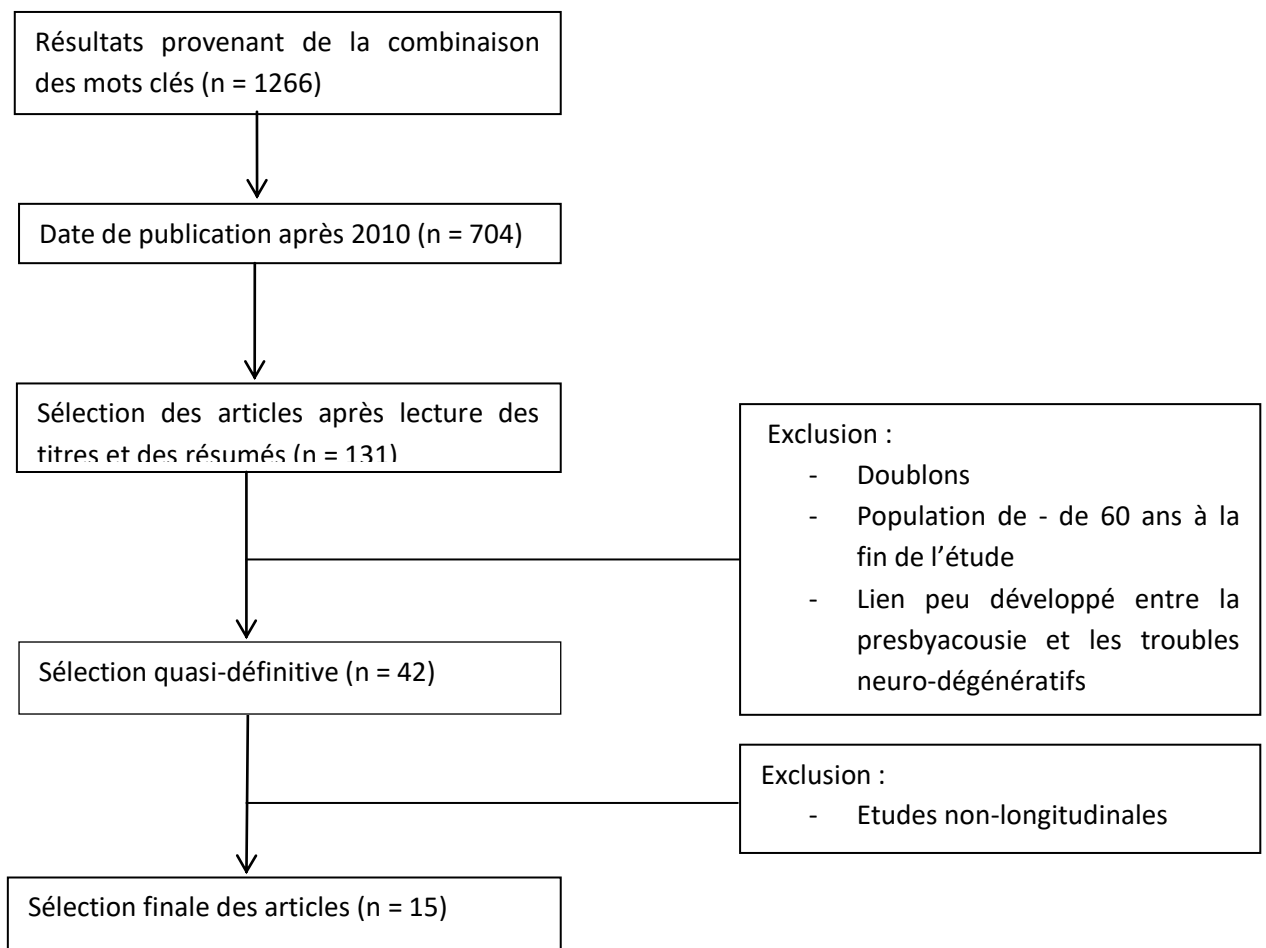 Résultats provenant de la combinaison
des mots clés (n = 1266)
Date de publication après 2010 (n = 704)
Sélection des articles après lecture des
titres et des résumés (n = 131)
Exclusion :
- Doublons
- Population de - de 60 ans à la
fin de l’étude
- Lien peu développé entre la
presbyacousie et les troubles
neuro-dégénératifs
Sélection quasi-définitive (n = 42)
Exclusion :
- Etudes non-longitudinales
Sélection finale des articles (n = 15)